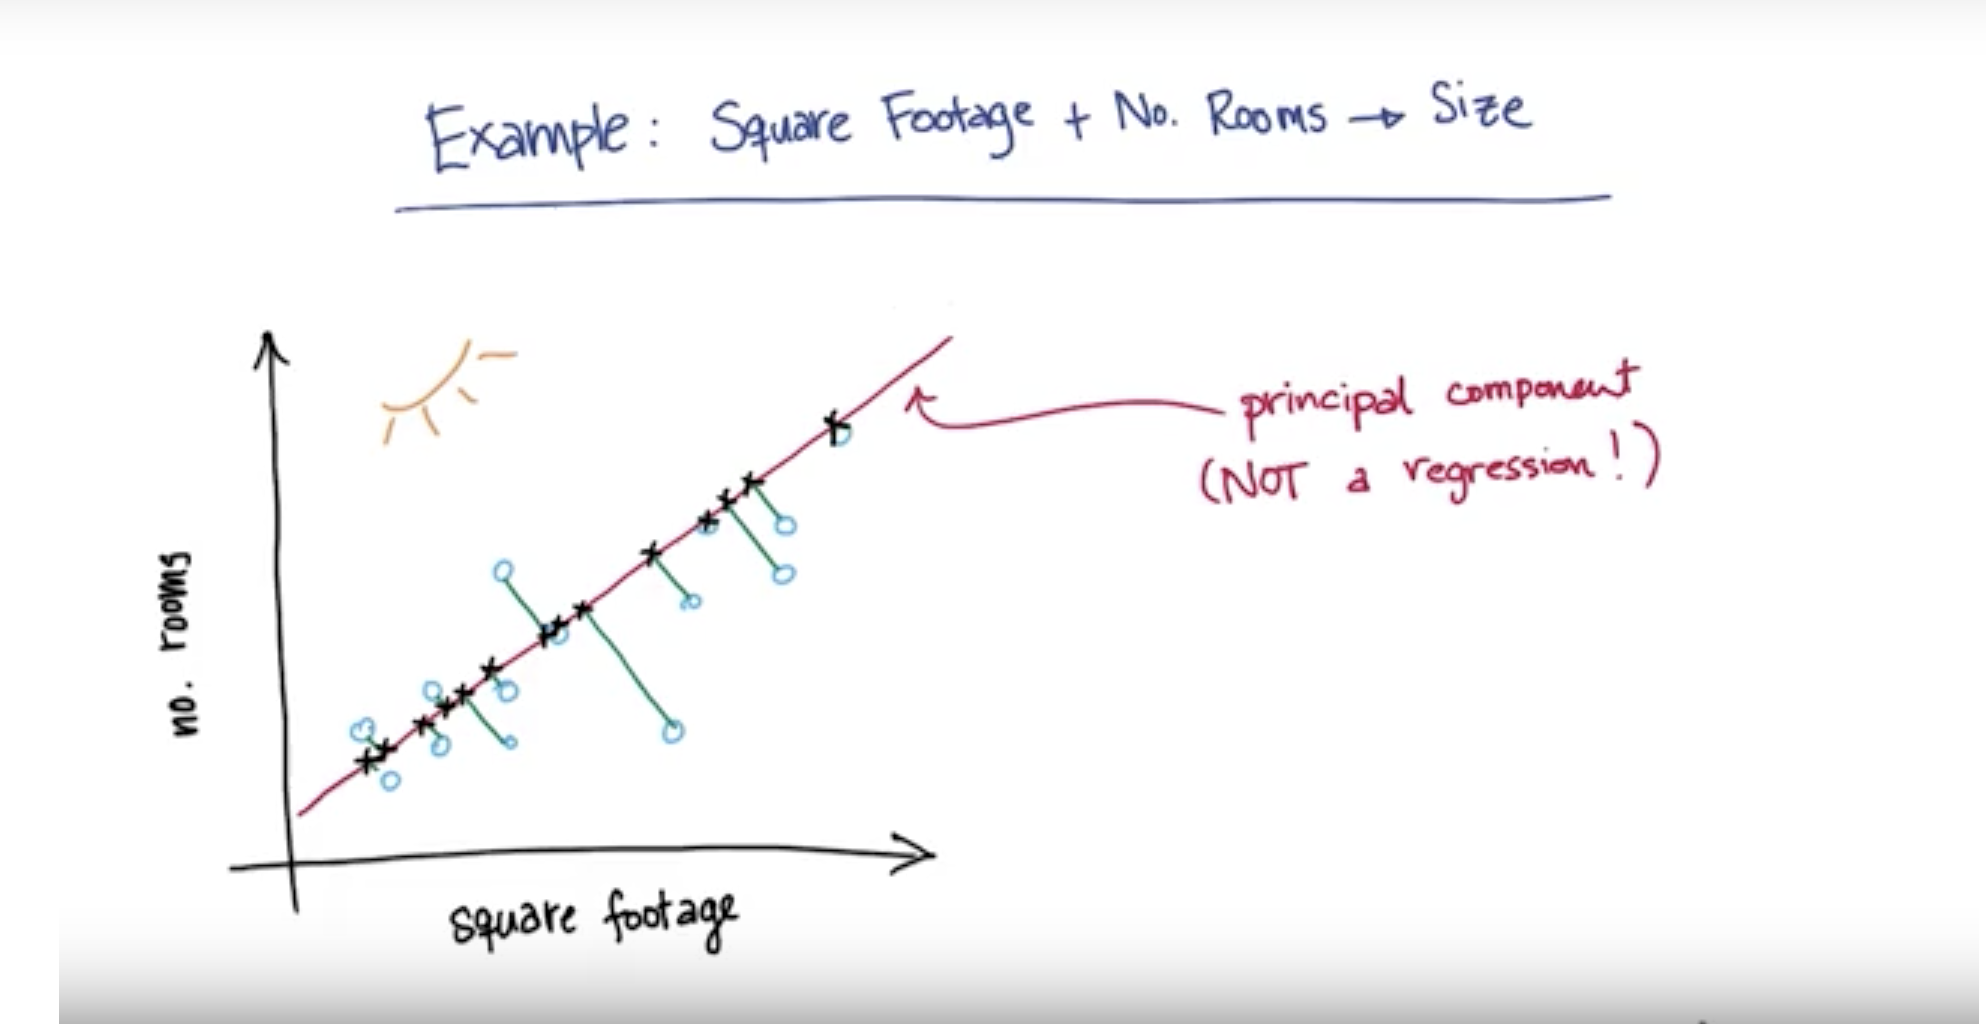 Example: Square Footage + No. Rooms → Size
principal component
(NOT a regression!)
no. rooms
square footage